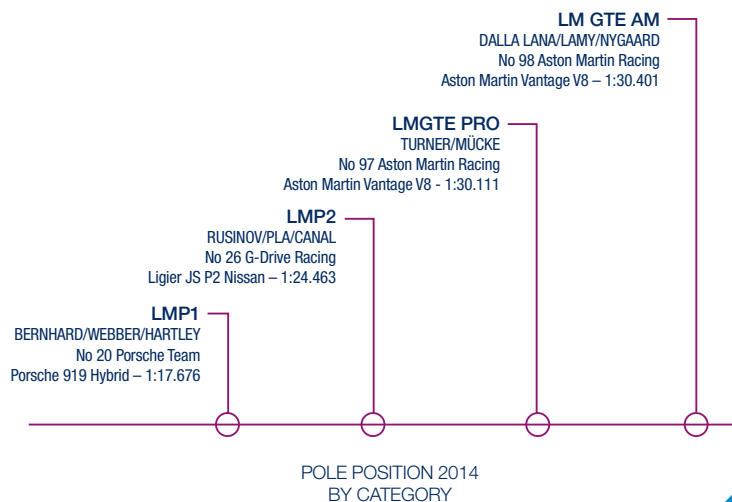 LM GTE AM
DALLA LANA/LAMY/NYGAARD
No 98 Aston Martin Racing
Aston Martin Vantage V8 – 1:30.401
LMGTE PRO
TURNER/MÜCKE
No 97 Aston Martin Racing
Aston Martin Vantage V8 - 1:30.111
LMP2
RUSINOV/PLA/CANAL
No 26 G-Drive Racing
Ligier JS P2 Nissan – 1:24.463
LMP1
BERNHARD/WEBBER/HARTLEY
No 20 Porsche Team
Porsche 919 Hybrid – 1:17.676
POLE POSITION 2014
BY CATEGORY